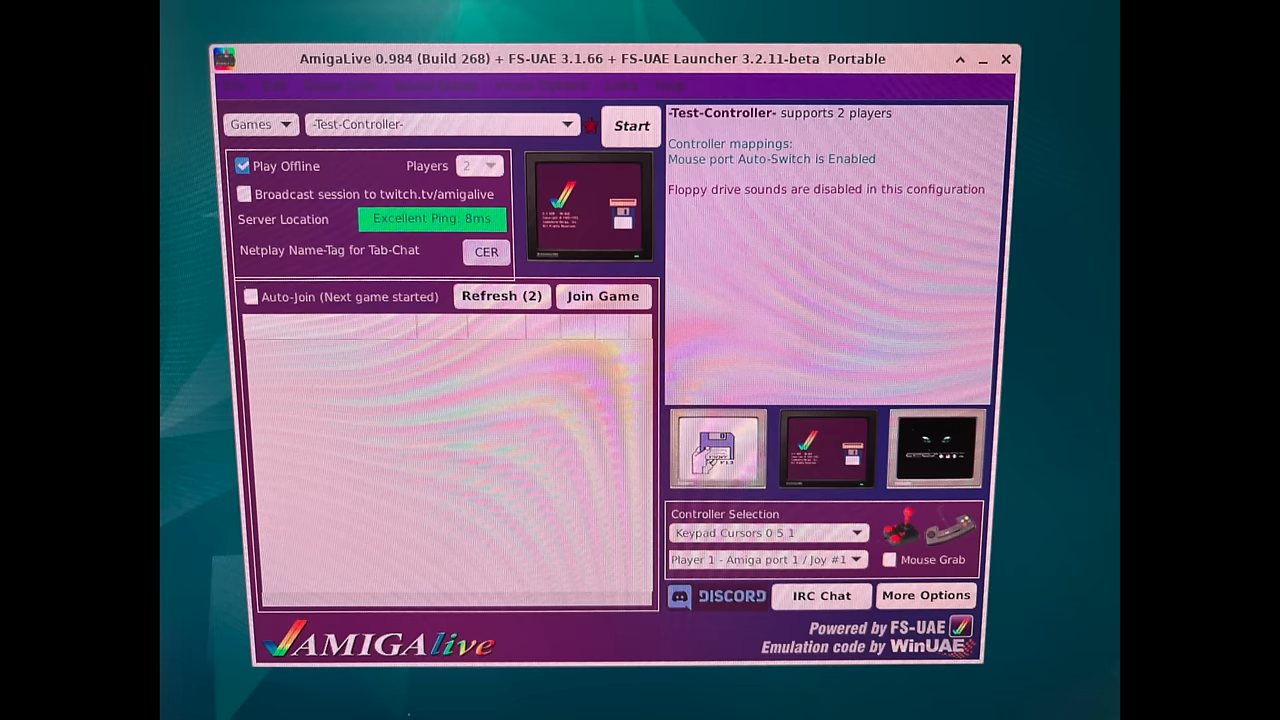 AmigaLive 0.984 (Build 268) + FS-UAE 3.1.66 + FS-UAE Launcher 3.2.11-beta Portable
Games
-Test-Controller-
Start
Play Offline
Players
2
Broadcast session to twitch.tv/amigalive
Server Location
Excellent Ping: 8ms
Netplay Name-Tag for Tab-Chat
CER
Auto-Join (Next game started)
Refresh (2)
Join Game
-Test-Controller- supports 2 players
Controller mappings:
Mouse port Auto-Switch is Enabled
Floppy drive sounds are disabled in this configuration
Controller Selection
Keypad Cursors 0 5 1
Player 1 - Amiga port 1 / Joy #1
Mouse Grab
DISCORD
IRC Chat
More Options
AMIGAlive
Powered by FS-UAE
Emulation code by WinUAE